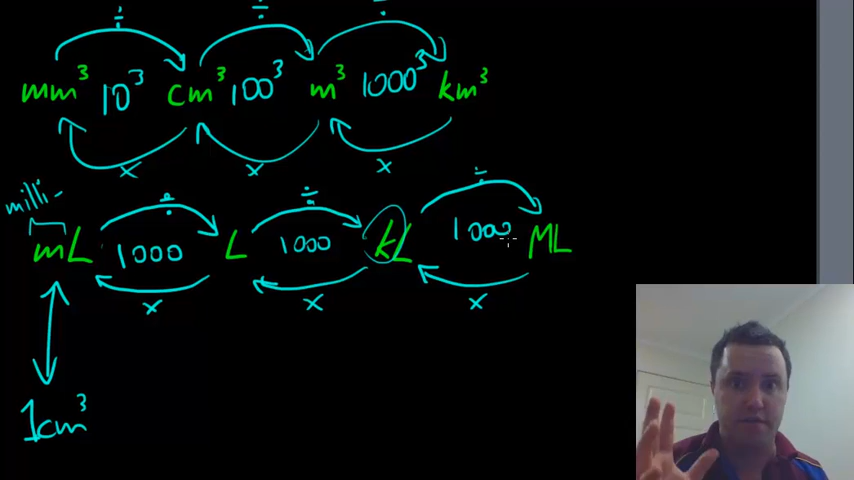 ÷ ÷ ÷
mm³ 10³ cm³ 100³ m³ 1000³ km³
x x x
milli-
÷ ÷ ÷
mL 1000 L 1000 kL 1000 ML
x x x
1cm³